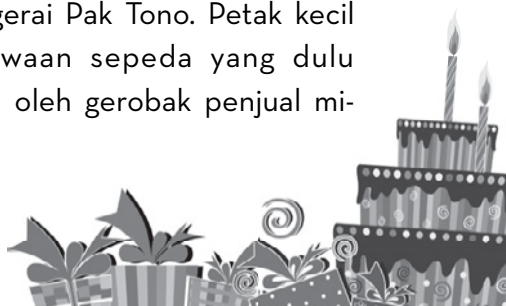 gerai Pak Tono. Petak kecil
waan sepeda yang dulu
oleh gerobak penjual mi-